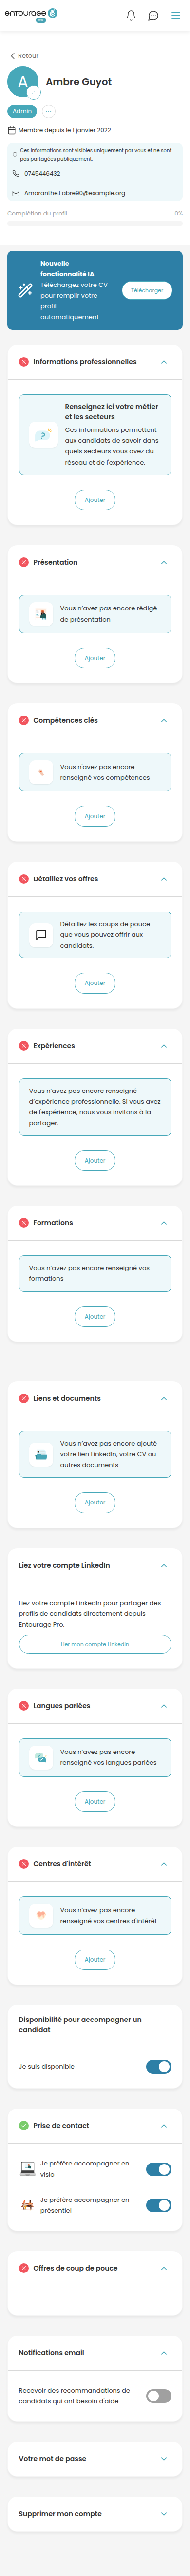 entourage
PRO
Retour
A
Ambre Guyot
Admin
Membre depuis le 1 janvier 2022
Ces informations sont visibles uniquement par vous et ne sont
pas partagées publiquement.
0745446432
Amaranthe.Fabre90@example.org
Complétion du profil
0%
Nouvelle
fonctionnalité IA
Téléchargez votre CV
pour remplir votre
profil
automatiquement
Télécharger
Informations professionnelles
Renseignez ici votre métier
et les secteurs
Ces informations permettent
aux candidats de savoir dans
quels secteurs vous avez du
réseau et de l'expérience.
Ajouter
Présentation
Vous n'avez pas encore rédigé
de présentation
Ajouter
Compétences clés
Vous n'avez pas encore
renseigné vos compétences
Ajouter
Détaillez vos offres
Détaillez les coups de pouce
que vous pouvez offrir aux
candidats.
Ajouter
Expériences
Vous n'avez pas encore renseigné
d'expérience professionnelle. Si vous avez
de l'expérience, nous vous invitons à la
partager.
Ajouter
Formations
Vous n'avez pas encore renseigné vos
formations
Ajouter
Liens et documents
Vous n'avez pas encore ajouté
votre lien LinkedIn, votre CV ou
autres documents
Ajouter
Liez votre compte LinkedIn
Liez votre compte LinkedIn pour partager des
profils de candidats directement depuis
Entourage Pro.
Lier mon compte LinkedIn
Langues parlées
Vous n'avez pas encore
renseigné vos langues parlées
Ajouter
Centres d'intérêt
Vous n'avez pas encore
renseigné vos centres d'intérêt
Ajouter
Disponibilité pour accompagner un
candidat
Je suis disponible
Prise de contact
Je préfère accompagner en
visio
Je préfère accompagner en
présentiel
Offres de coup de pouce
Notifications email
Recevoir des recommandations de
candidats qui ont besoin d'aide
Votre mot de passe
Supprimer mon compte